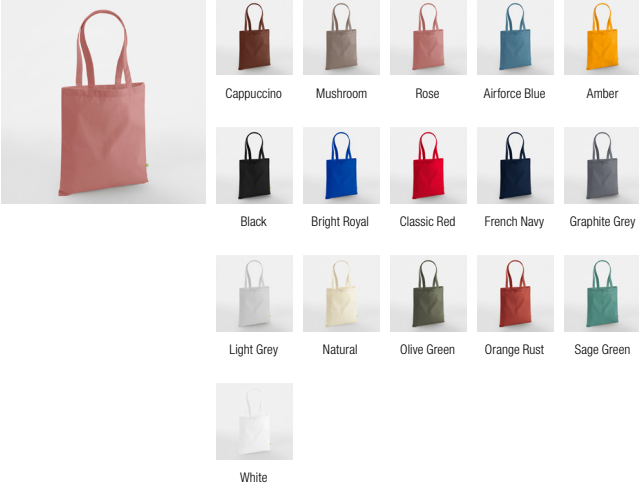 Cappuccino
Mushroom
Rose
Airforce Blue
Amber
Black
Bright Royal
Classic Red
French Navy
Graphite Grey
Light Grey
Natural
Olive Green
Orange Rust
Sage Green
White